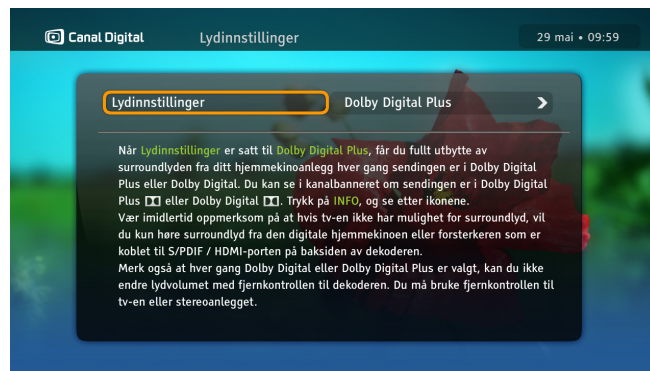 Canal Digital
Lydinnstillinger
29 mai • 09:59
Lydinnstillinger
Dolby Digital Plus
Når Lydinnstillinger er satt til Dolby Digital Plus, får du fullt utbytte av
surroundlyden fra ditt hjemmekinoanlegg hver gang sendingen er i Dolby Digital
Plus eller Dolby Digital. Du kan se i kanalbanneret om sendingen er i Dolby Digital
Plus eller Dolby Digital . Trykk på INFO, og se etter ikonene.
Vær imidlertid oppmerksom på at hvis tv-en ikke har mulighet for surroundlyd, vil
du kun høre surroundlyd fra den digitale hjemmekinoen eller forsterkeren som er
koblet til S/PDIF / HDMI-porten på baksiden av dekoderen.
Merk også at hver gang Dolby Digital eller Dolby Digital Plus er valgt, kan du ikke
endre lydvolumet med fjernkontrollen til dekoderen. Du må bruke fjernkontrollen til
tv-en eller stereoanlegget.